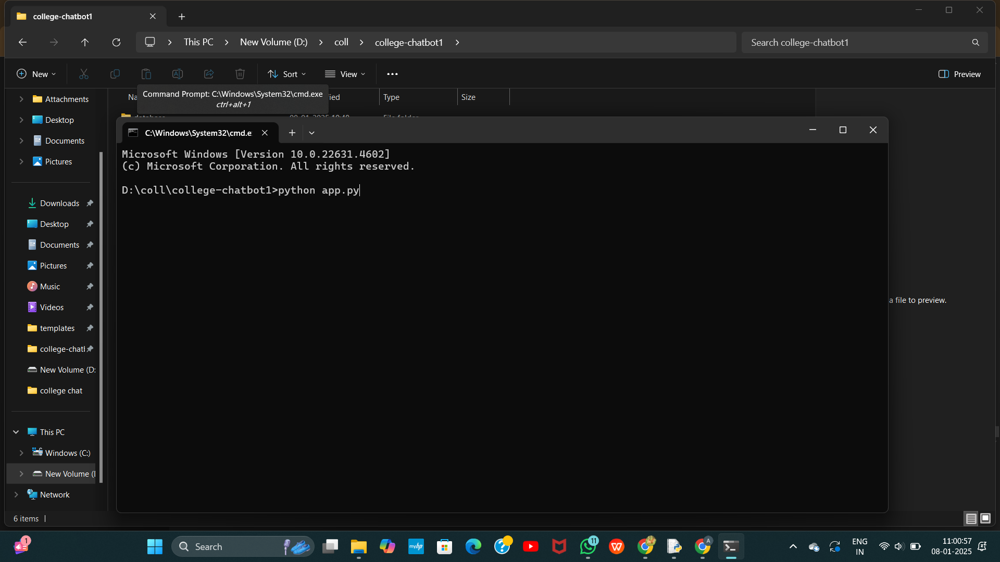 college-chatbot1
This PC
New Volume (D:)
coll
college-chatbot1
Search college-chatbot1
New
Sort
View
Preview
Command Prompt: C:\Windows\System32\cmd.exe
ctrl+alt+1
Type
Size
Attachments
Desktop
Documents
Pictures
Downloads
Desktop
Documents
Pictures
Music
Videos
templates
college-chatl
New Volume (D:
college chat
This PC
Windows (C:)
New Volume (
Network
6 items
C:\Windows\System32\cmd.e
Microsoft Windows [Version 10.0.22631.4602]
(c) Microsoft Corporation. All rights reserved.
D:\coll\college-chatbot1>python app.py
a file to preview.
1
Search
myhp
11
A
ENG
IN
11:00:57
08-01-2025